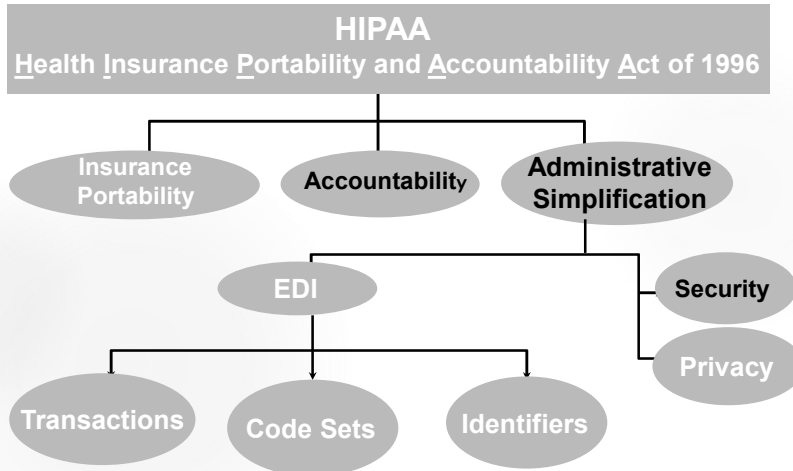 HIPAA
Health Insurance Portability and Accountability Act of 1996
Insurance
Portability
Accountability
Administrative
Simplification
EDI
Security
Privacy
Transactions
Code Sets
Identifiers